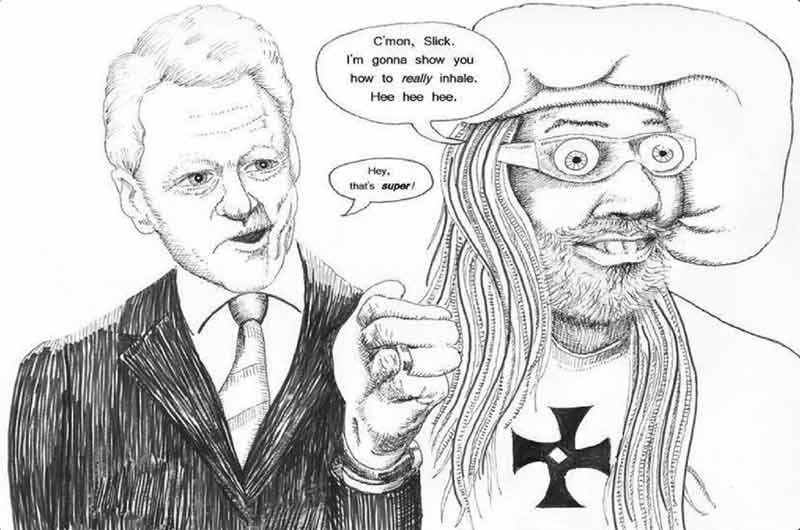 C'mon, Slick.
I'm gonna show you
how to really inhale.
Hee hee hee.
Hey,
that's super!